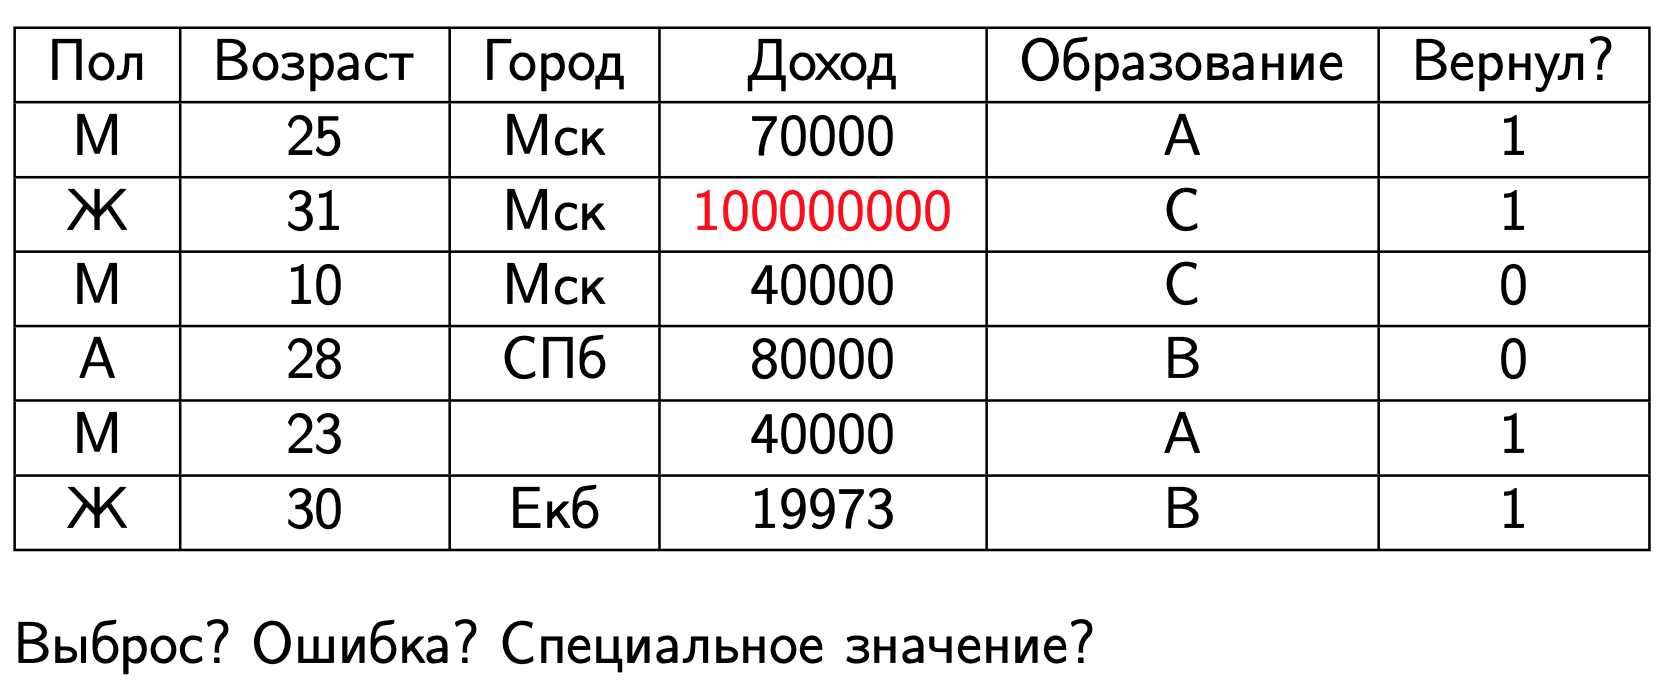 Пол Возраст Город Доход Образование Вернул?
М 25 Мск 70000 А 1
Ж 31 Мск 100000000 С 1
М 10 Мск 40000 С 0
А 28 СПб 80000 В 0
М 23 40000 А 1
Ж 30 Екб 19973 В 1
Выброс? Ошибка? Специальное значение?